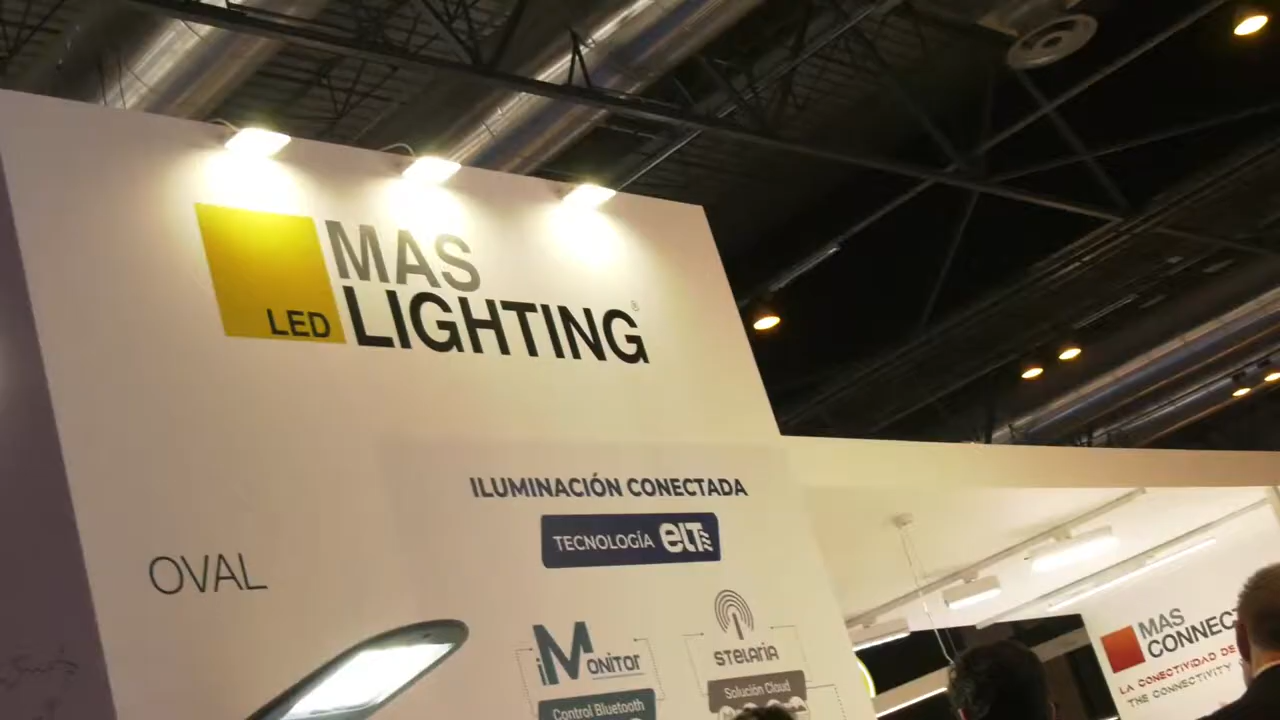 MAS
LED LIGHTING®
ILUMINACIÓN CONECTADA
TECNOLOGÍA ELT
OVAL
iMonitor
Control Bluetooth
STELARIA
Solución Cloud
MAS
CONNECT
LA CONECTIVIDAD DE
THE CONNECTIVITY